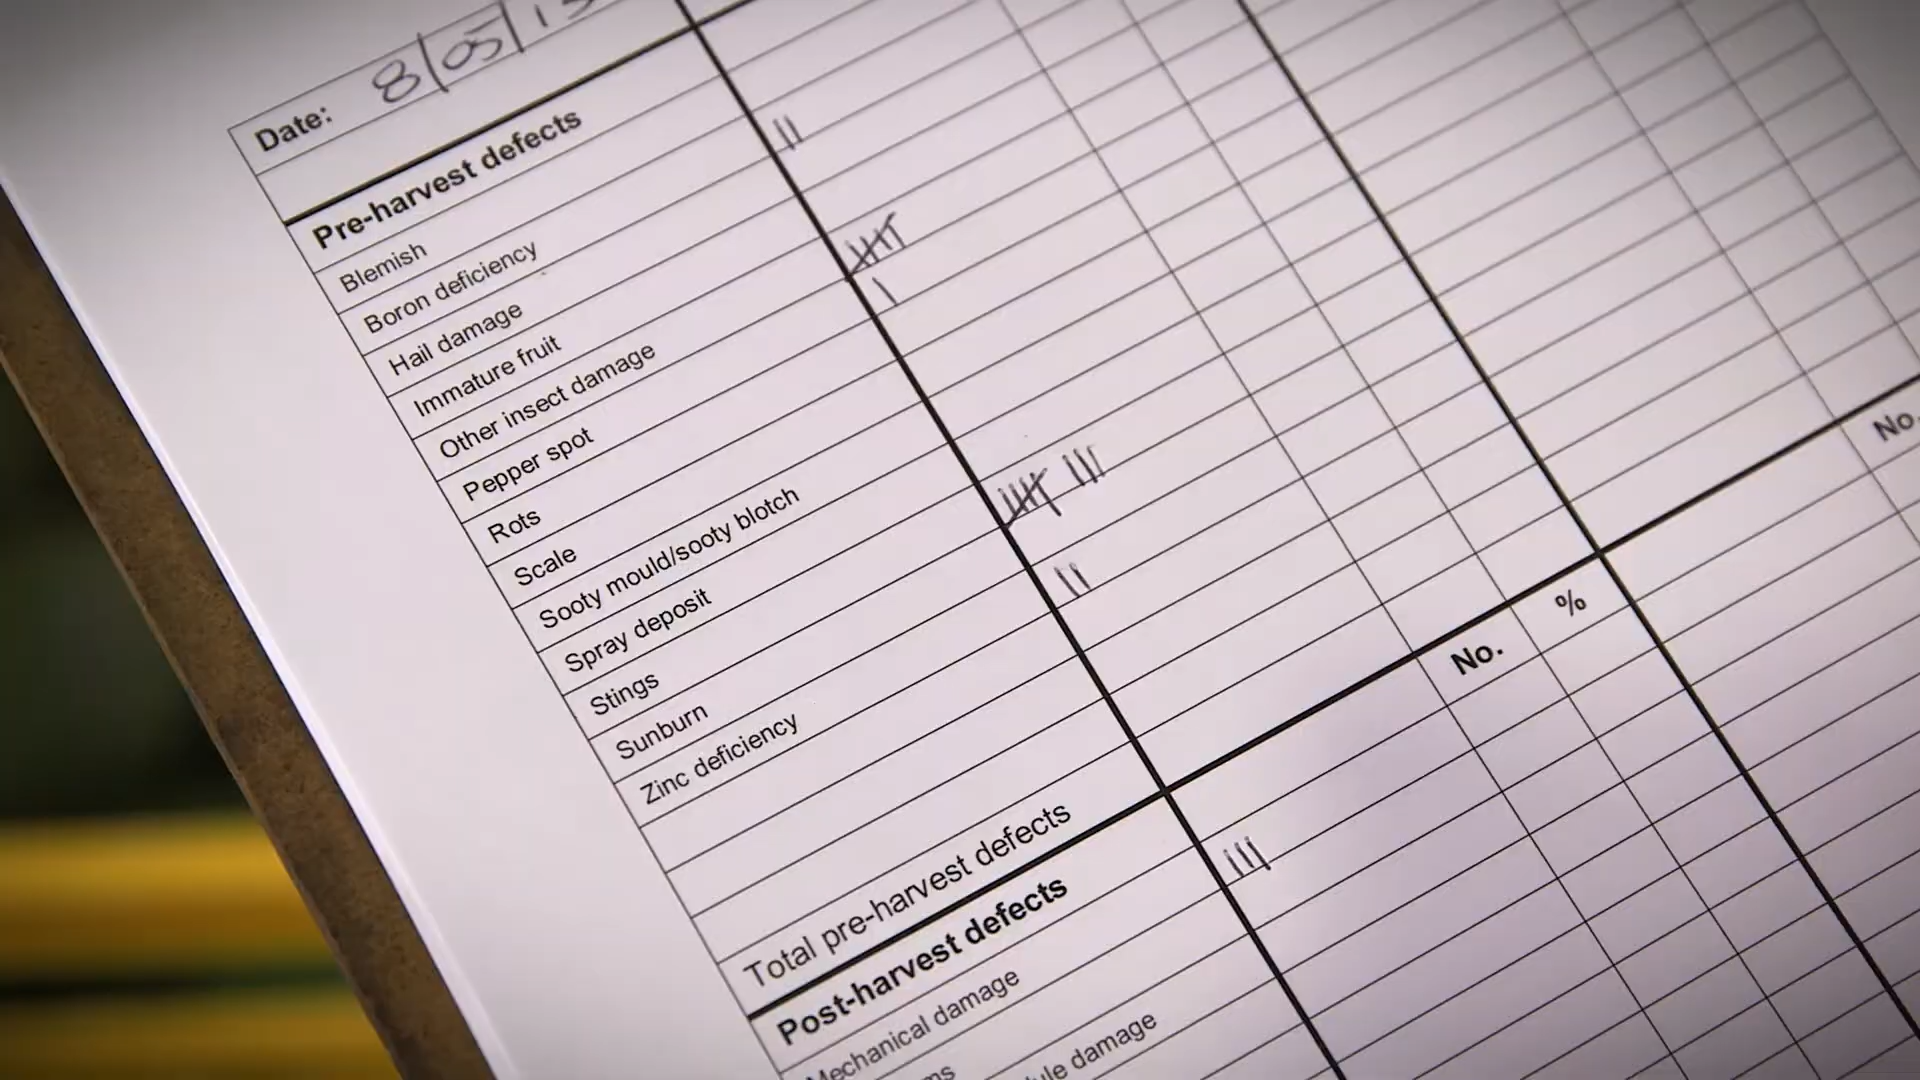 Date: 8/05/13
Pre-harvest defects
Blemish
Boron deficiency
Hail damage
Immature fruit
Other insect damage
Pepper spot
Rots
Scale
Sooty mould/sooty blotch
Spray deposit
Stings
Sunburn
Zinc deficiency
Total pre-harvest defects
Post-harvest defects No. % No.
Mechanical damage
damage